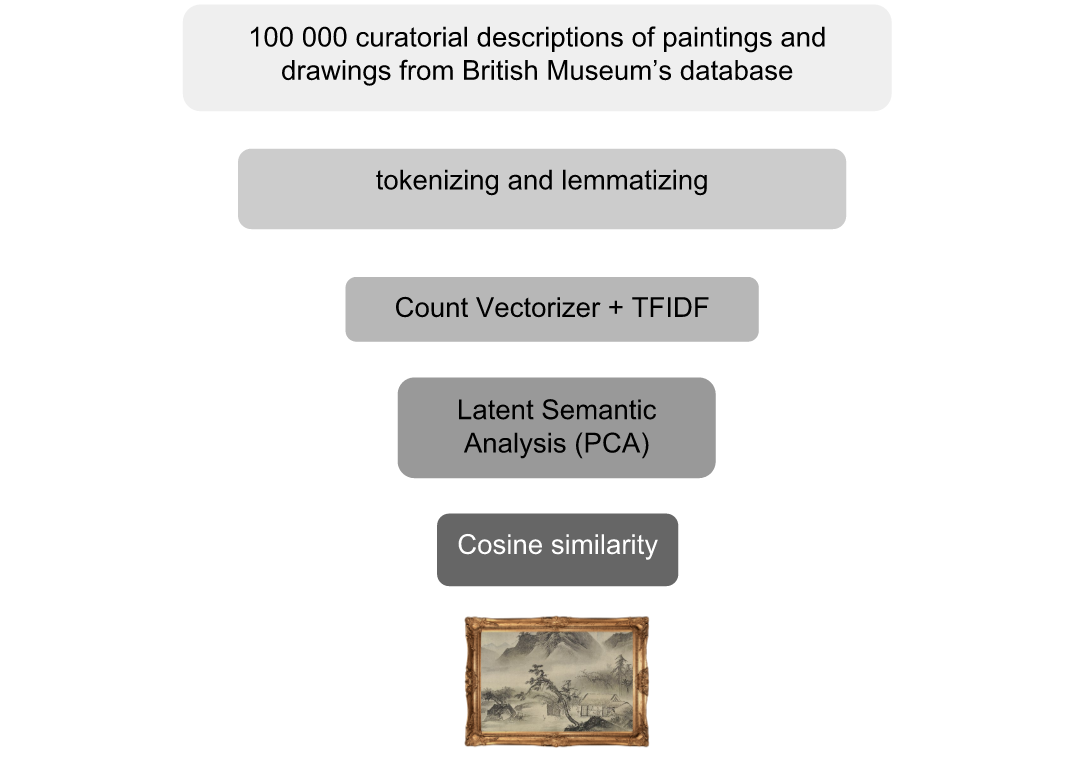 100 000 curatorial descriptions of paintings and
drawings from British Museum’s database
tokenizing and lemmatizing
Count Vectorizer + TFIDF
Latent Semantic
Analysis (PCA)
Cosine similarity